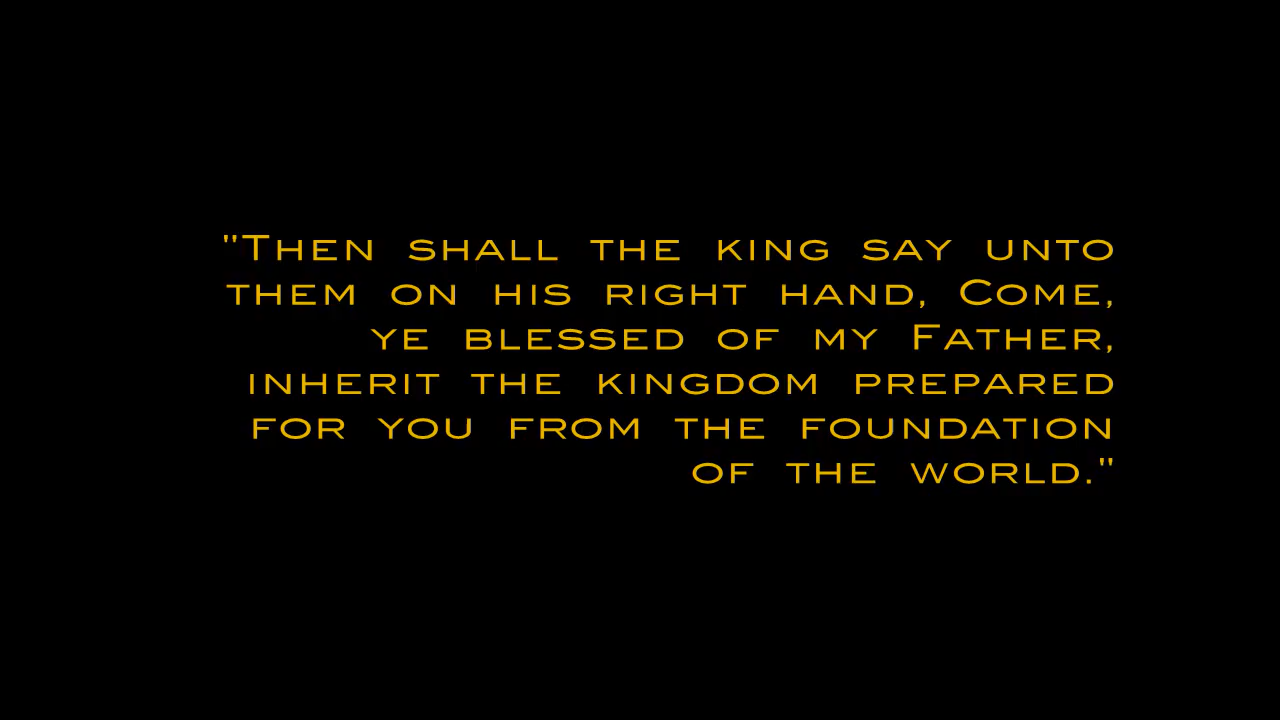 "Then shall the king say unto
them on his right hand, Come,
ye blessed of my Father,
inherit the kingdom prepared
for you from the foundation
of the world."